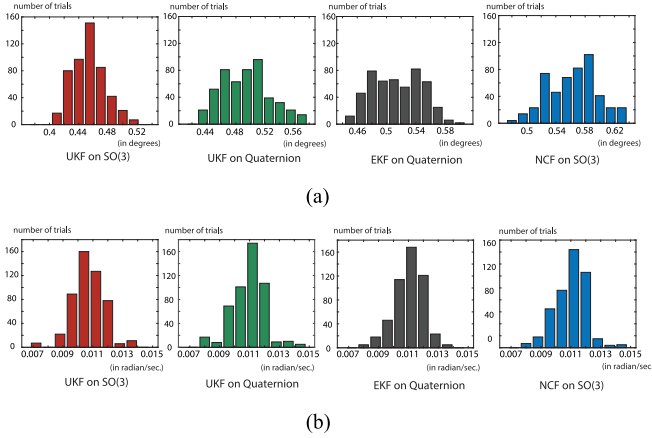 number of trials number of trials number of trials number of trials
160 160 160 160
120 120 120 120
80 80 80 80
40 40 40 40
0 0 0 0
0.4 0.44 0.48 0.52 0.44 0.48 0.52 0.56 0.46 0.5 0.54 0.58 0.5 0.54 0.58 0.62
(in degrees) (in degrees) (in degrees) (in degrees)
UKF on SO(3) UKF on Quaternion EKF on Quaternion NCF on SO(3)
(a)
number of trials number of trials number of trials number of trials
160 160 160 160
120 120 120 120
80 80 80 80
40 40 40 40
0 0 0 0
0.007 0.009 0.011 0.013 0.015 0.007 0.009 0.011 0.013 0.015 0.007 0.009 0.011 0.013 0.015 0.007 0.009 0.011 0.013 0.015
(in radian/sec.) (in radian/sec.) (in radian/sec.) (in radian/sec
UKF on SO(3) UKF on Quaternion EKF on Quaternion NCF on SO(3)
(b)